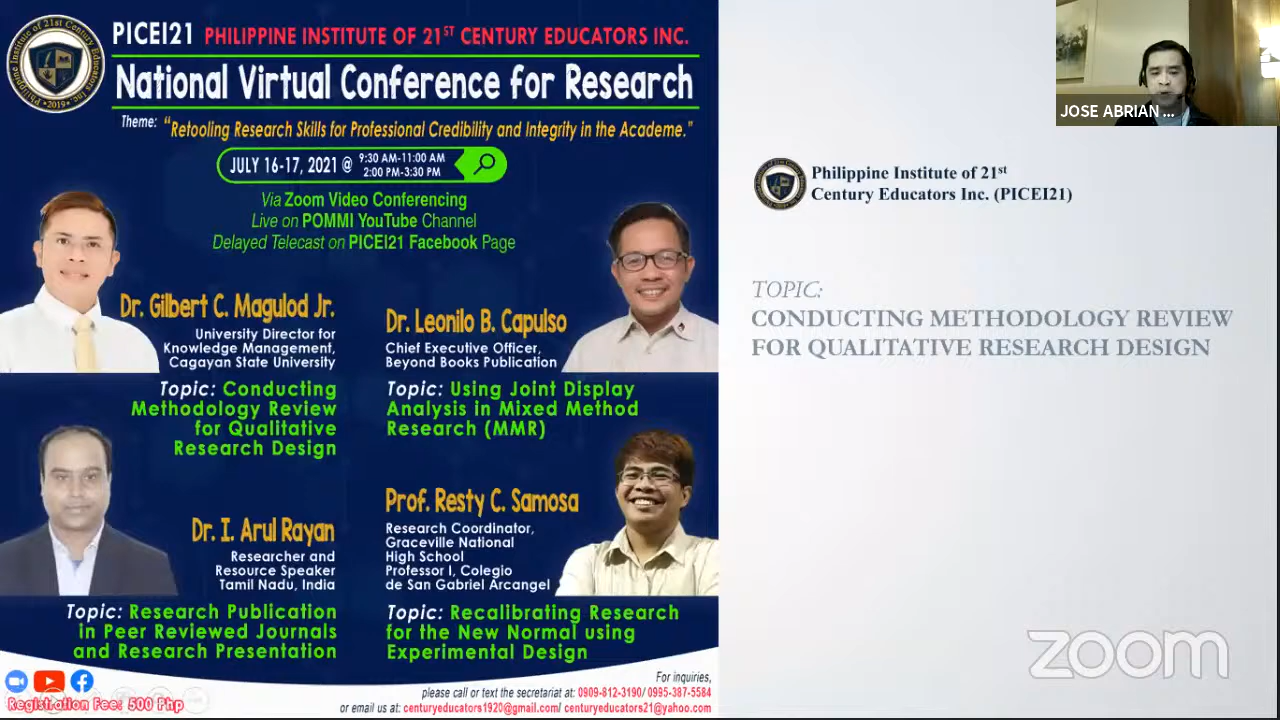 PICEI21 PHILIPPINE INSTITUTE OF 21ST CENTURY EDUCATORS INC.
National Virtual Conference for Research
Theme: "Retooling Research Skills for Professional Credibility and Integrity in the Academe."
JULY 16-17, 2021 @ 9:30 AM-11:00 AM
2:00 PM-3:30 PM
Via Zoom Video Conferencing
Live on POMMI YouTube Channel
Delayed Telecast on PICEI21 Facebook Page
Dr. Gilbert C. Magulod Jr.
University Director for
Knowledge Management,
Cagayan State University
Topic: Conducting
Methodology Review
for Qualitative
Research Design
Dr. Leonilo B. Capulso
Chief Executive Officer,
Beyond Books Publication
Topic: Using Joint Display
Analysis in Mixed Method
Research (MMR)
Dr. I. Arul Rayan
Researcher and
Resource Speaker
Tamil Nadu, India
Topic: Research Publication
in Peer Reviewed Journals
and Research Presentation
Prof. Resty C. Samosa
Research Coordinator,
Graceville National
High School
Professor I, Colegio
de San Gabriel Arcangel
Topic: Recalibrating Research
for the New Normal using
Experimental Design
Registration Fee: 500 Php
For inquiries,
please call or text the secretariat at: 0909-812-3190/ 0995-387-5584
or email us at: centuryeducators1920@gmail.com/ centuryeducators21@yahoo.com
JOSE ABRIAN ...
Philippine Institute of 21st
Century Educators Inc. (PICEI21)
TOPIC:
CONDUCTING METHODOLOGY REVIEW
FOR QUALITATIVE RESEARCH DESIGN
zoom
Philippine Institute of 21st Century Educators Inc.
2019